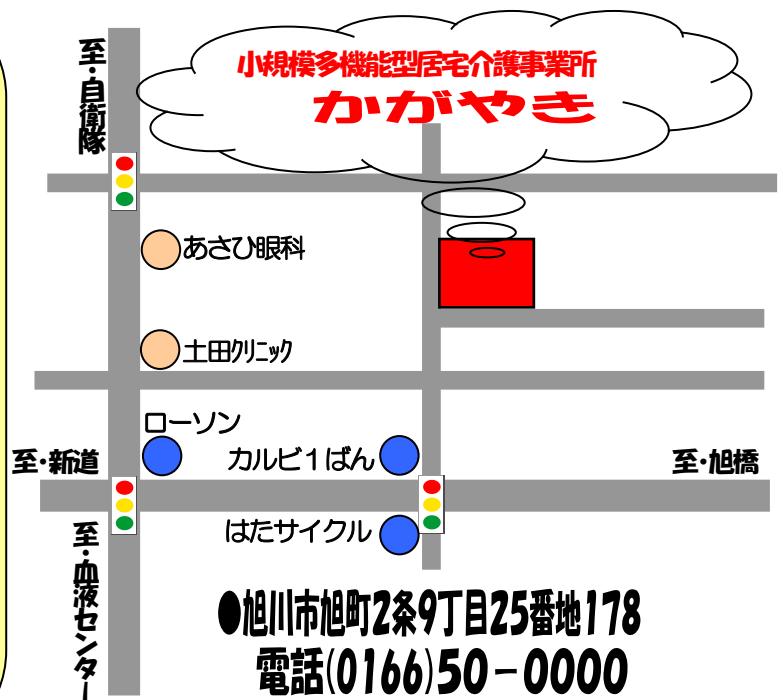 至・自衛隊
小規模多機能型居宅介護事業所
かがやき
あさひ眼科
土田クリニック
ローソン
カルビ1ばん
至・新道
至・旭橋
はたサイクル
至・血液センター
●旭川市旭町2条9丁目25番地178
電話(0166)50-0000